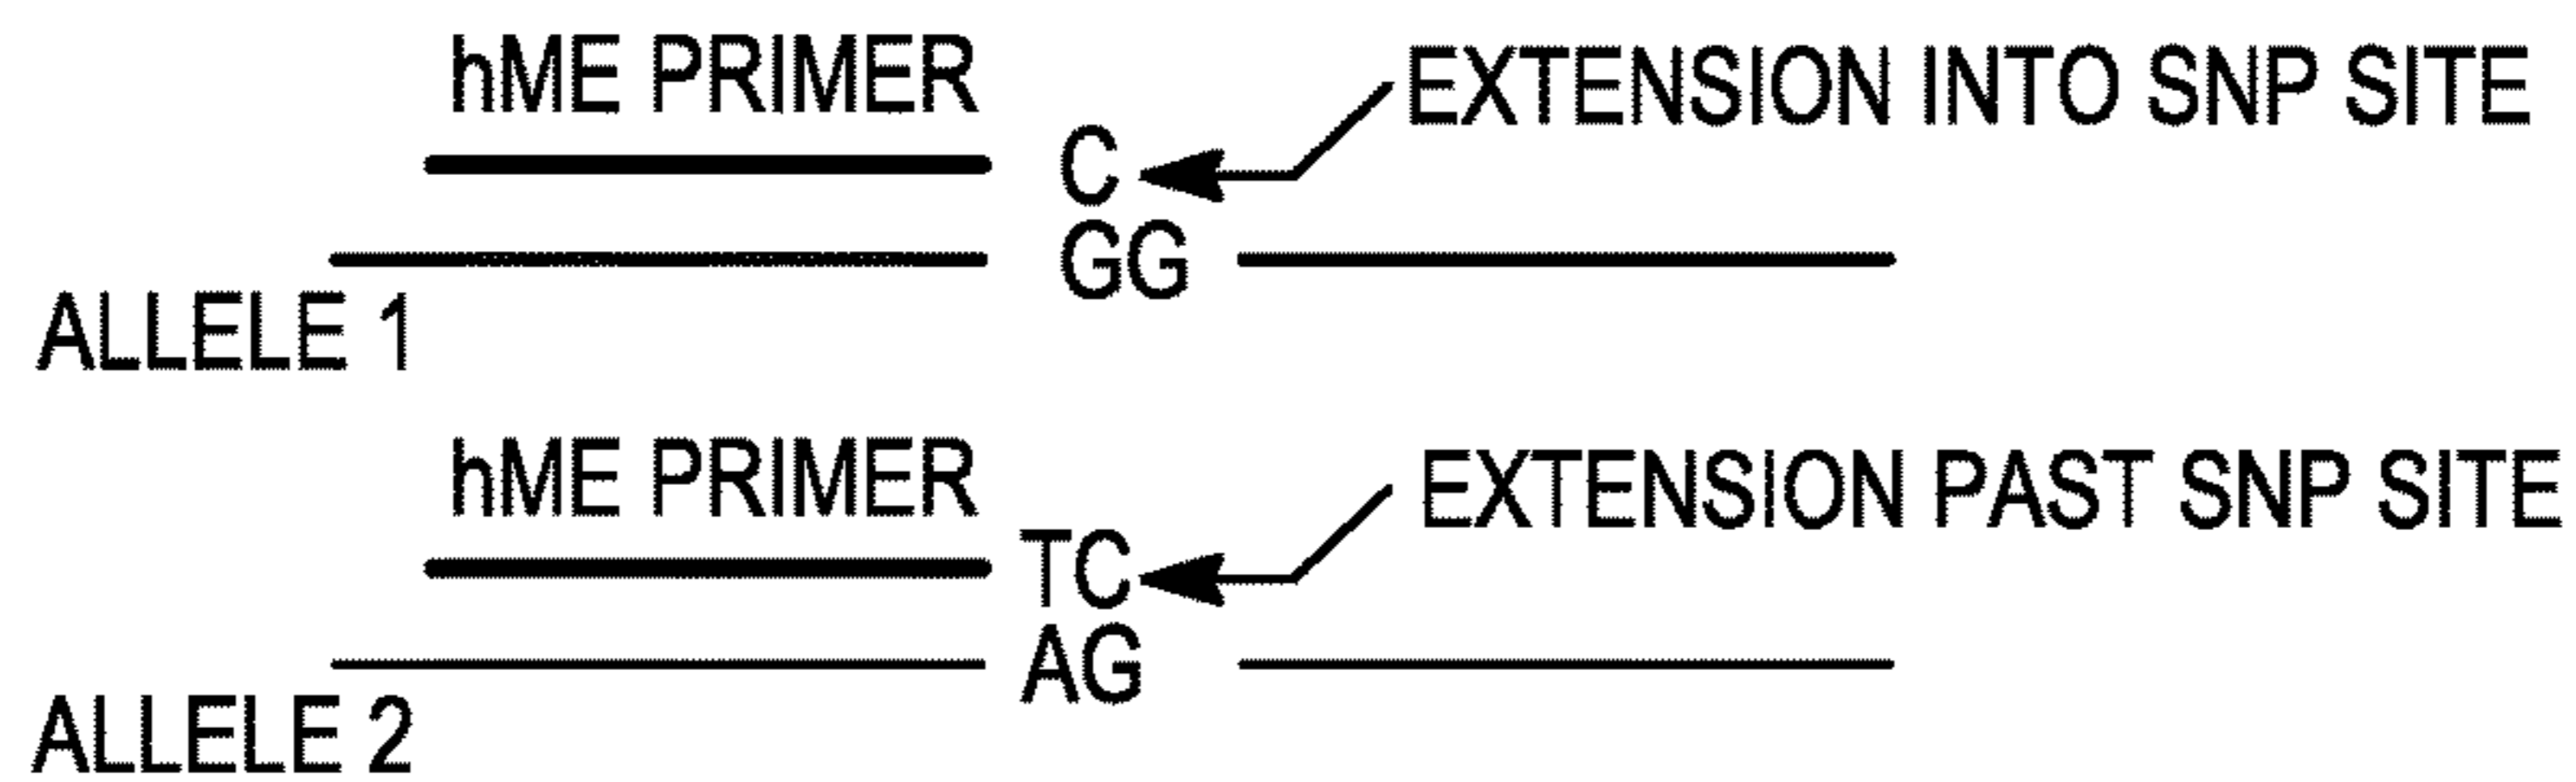 hME PRIMER
EXTENSION INTO SNP SITE
C
GG
ALLELE 1
hME PRIMER
EXTENSION PAST SNP SITE
TC
AG
ALLELE 2